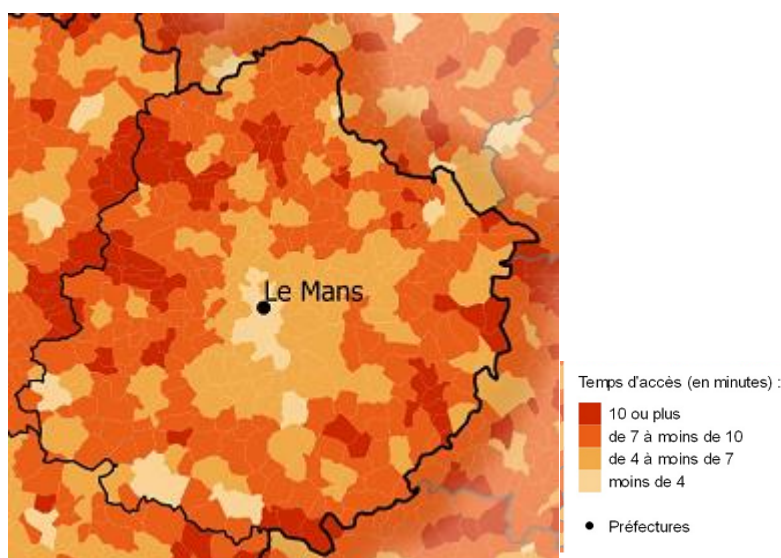 Le Mans
Temps d'accès (en minutes) :
10 ou plus
de 7 à moins de 10
de 4 à moins de 7
moins de 4
Préfectures